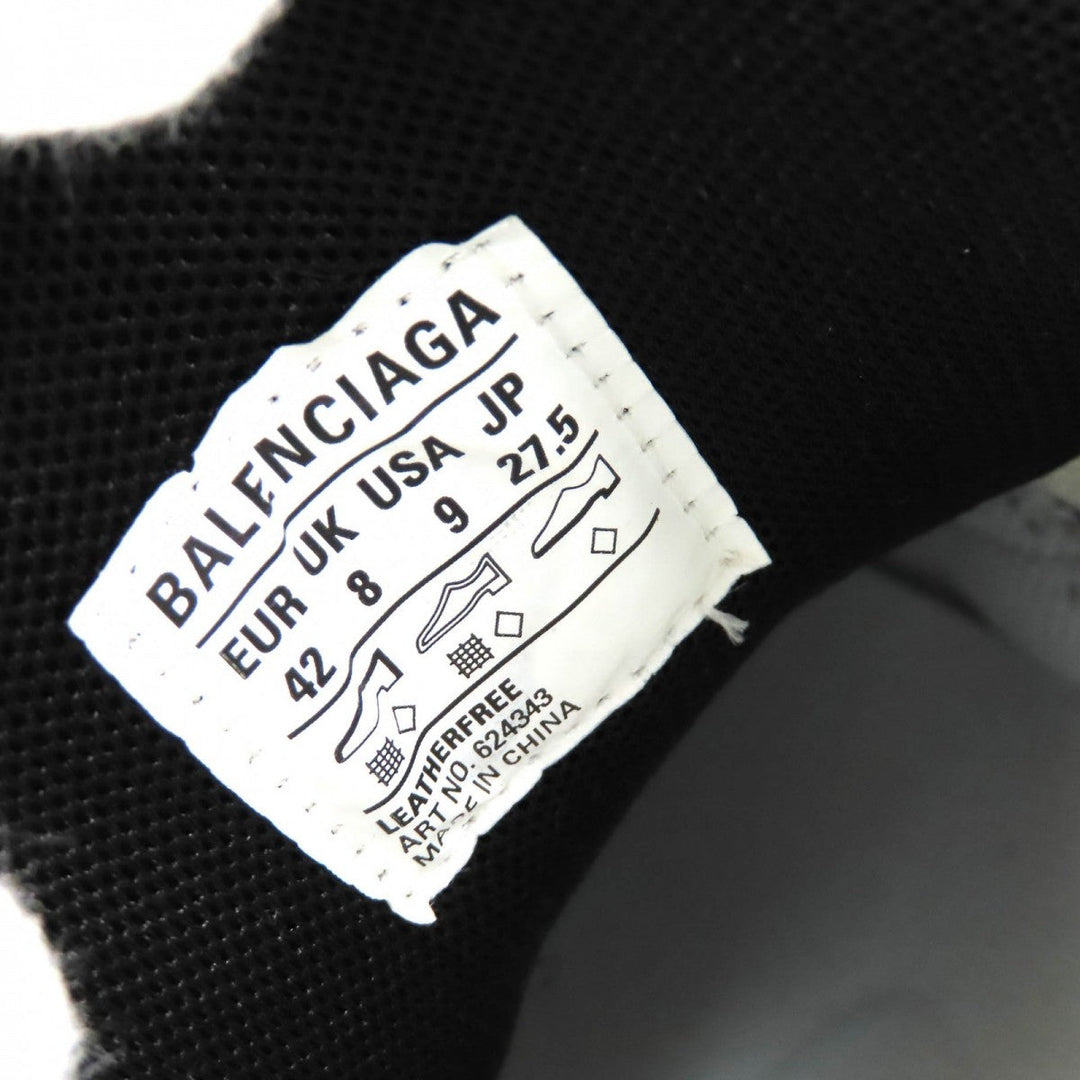 BALENCIAGA
EUR UK USA JP
42 8 9 27.5
LEATHERFREE
ART NO. 624343
MADE IN CHINA